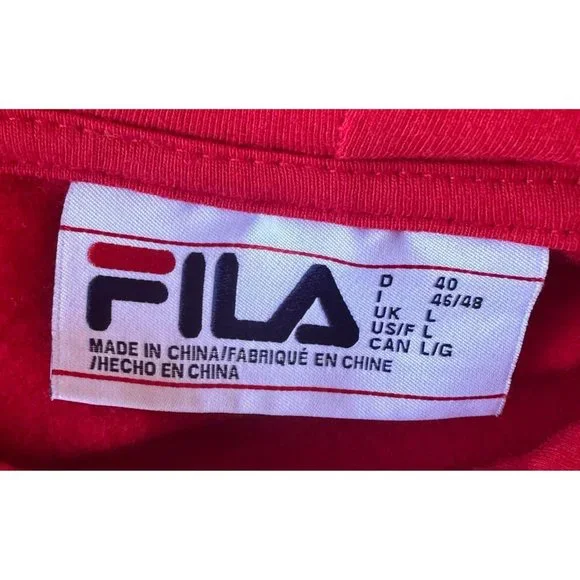 FILA
MADE IN CHINA/FABRIQUÉ EN CHINE
/HECHO EN CHINA
D 40
I 46/48
UK L
US/F L
CAN L/G